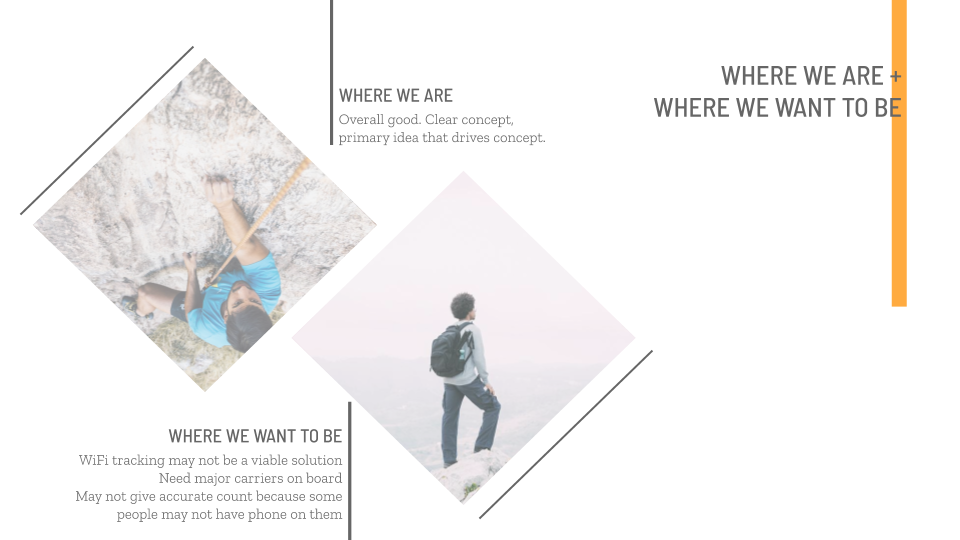 WHERE WE ARE +
WHERE WE WANT TO BE
WHERE WE ARE
Overall good. Clear concept,
primary idea that drives concept.
WHERE WE WANT TO BE
WiFi tracking may not be a viable solution
Need major carriers on board
May not give accurate count because some
people may not have phone on them